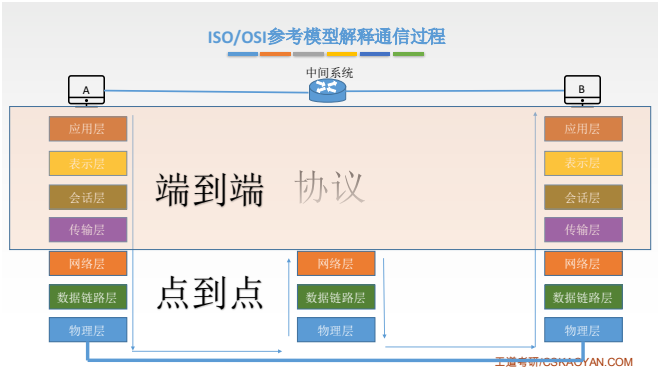 ISO/OSI参考模型解释通信过程
中间系统
A
B
应用层
应用层
表示层
表示层
端到端 协议
会话层
会话层
传输层
传输层
网络层
网络层
网络层
点到点
数据链路层
数据链路层
数据链路层
物理层
物理层
物理层
王道考研/CSKAOYAN.COM